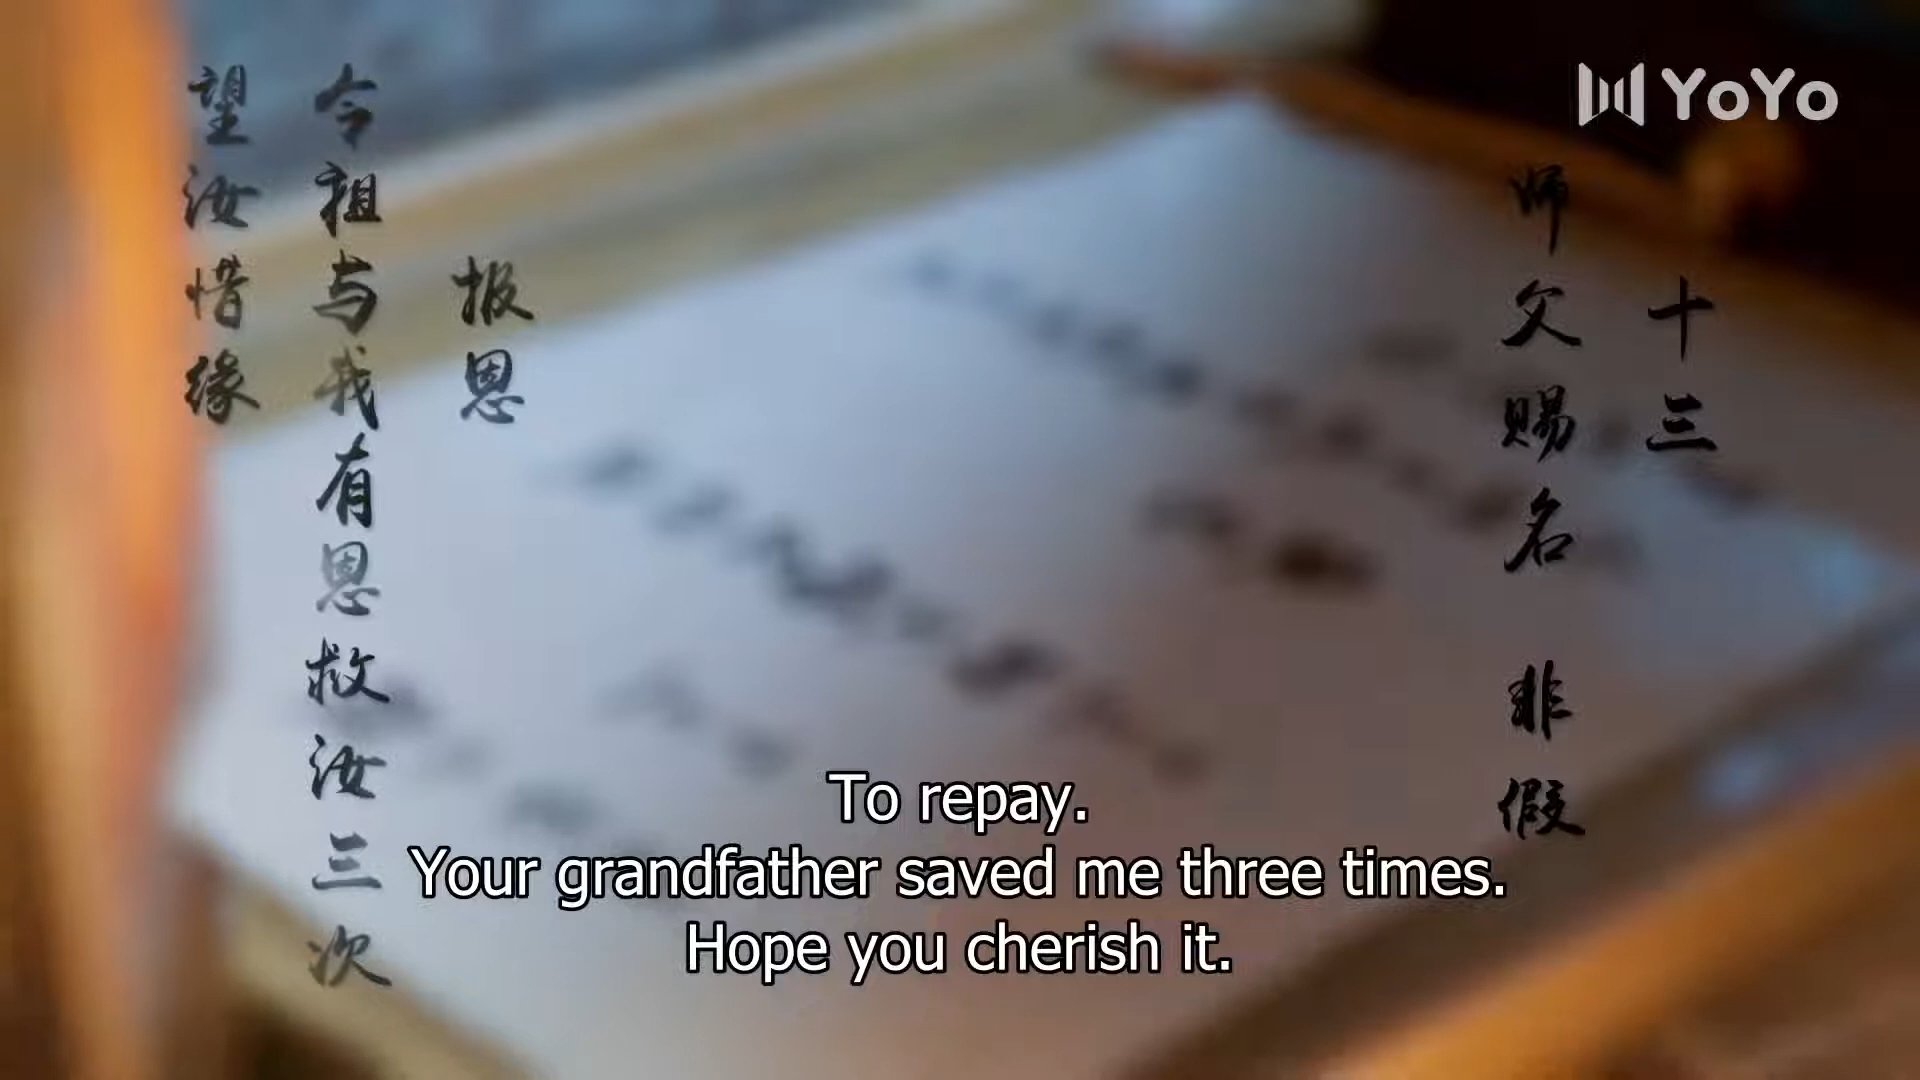 YoYo
十三
师父赐名 非假
报恩
令祖与我有恩救汝三次
望汝惜缘
To repay.
Your grandfather saved me three times.
Hope you cherish it.